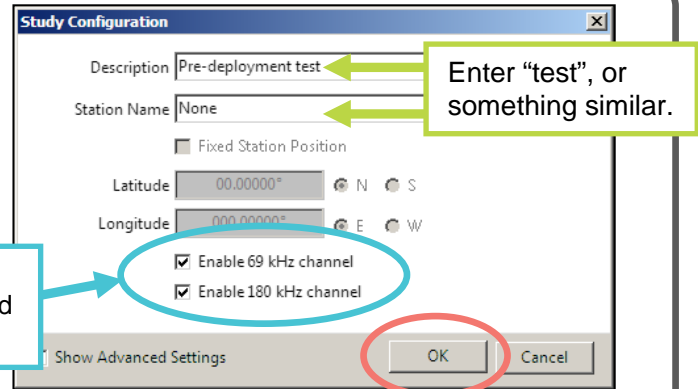 Study Configuration
Description Pre-deployment test
Enter “test”, or
something similar.
Station Name None
Fixed Station Position
Latitude 00.00000° N S
Longitude 000.00000° E W
Enable 69 kHz channel
Enable 180 kHz channel
d
Show Advanced Settings OK Cancel